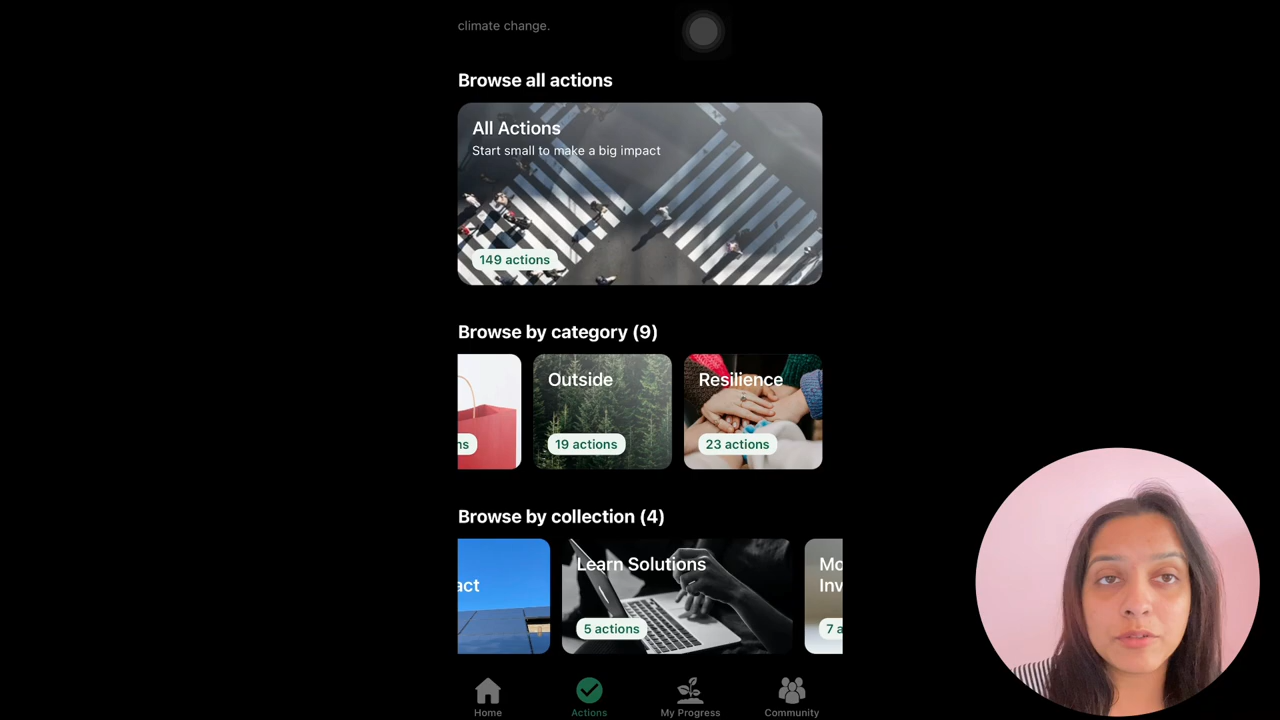 climate change.
Browse all actions
All Actions
Start small to make a big impact
149 actions
Browse by category (9)
Outside
Resilience
19 actions
23 actions
Browse by collection (4)
Learn Solutions
5 actions
Home
Actions
My Progress
Community